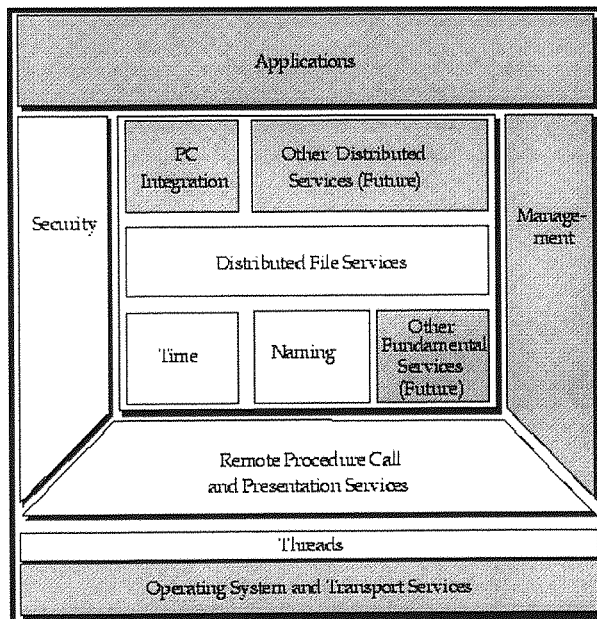 Applications
PC
Integration
Other Distributed
Services (Future)
Security
Manage-
ment
Distributed File Services
Time
Naming
Other
Fundamental
Services
(Future)
Remote Procedure Call
and Presentation Services
Threads
Operating System and Transport Services